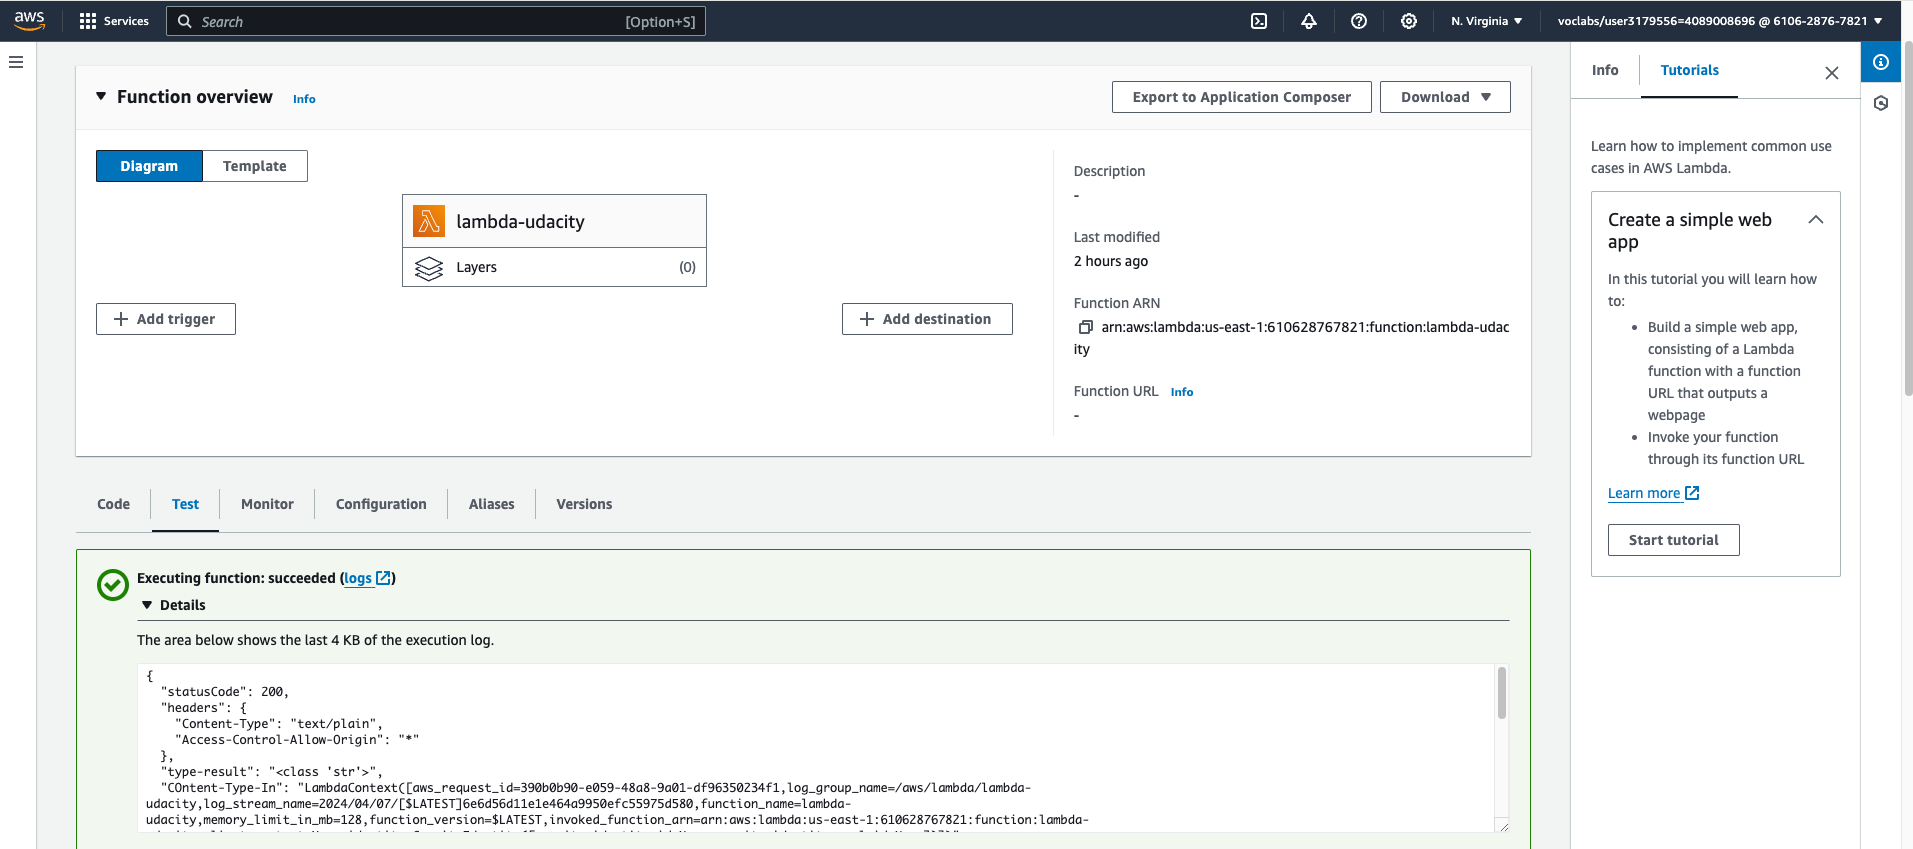 aws
Services
Search
[Option+S]
N. Virginia
voclabs/user3179556=4089008696 @ 6106-2876-7821
Function overview
Info
Export to Application Composer
Download
Diagram
Template
lambda-udacity
Layers
(0)
Add trigger
Add destination
Description
-
Last modified
2 hours ago
Function ARN
arn:aws:lambda:us-east-1:610628767821:function:lambda-udac
ity
Function URL Info
-
Code
Test
Monitor
Configuration
Aliases
Versions
Executing function: succeeded (logs)
Details
The area below shows the last 4 KB of the execution log.
{
"statusCode": 200,
"headers": {
"Content-Type": "text/plain",
"Access-Control-Allow-Origin": "*"
},
"type-result": "<class 'str'>",
"COntent-Type-In": "LambdaContext([aws_request_id=390b0b90-e059-48a8-9a01-df96350234f1,log_group_name=/aws/lambda/lambda-
udacity,log_stream_name=2024/04/07/[$LATEST]6e6d56d11e1e464a9950efc55975d580,function_name=lambda-
udacity,memory_limit_in_mb=128,function_version=$LATEST,invoked_function_arn=arn:aws:lambda:us-east-1:610628767821:function:lambda-
Info
Tutorials
Learn how to implement common use
cases in AWS Lambda.
Create a simple web
app
In this tutorial you will learn how
to:
• Build a simple web app,
consisting of a Lambda
function with a function
URL that outputs a
webpage
• Invoke your function
through its function URL
Learn more
Start tutorial